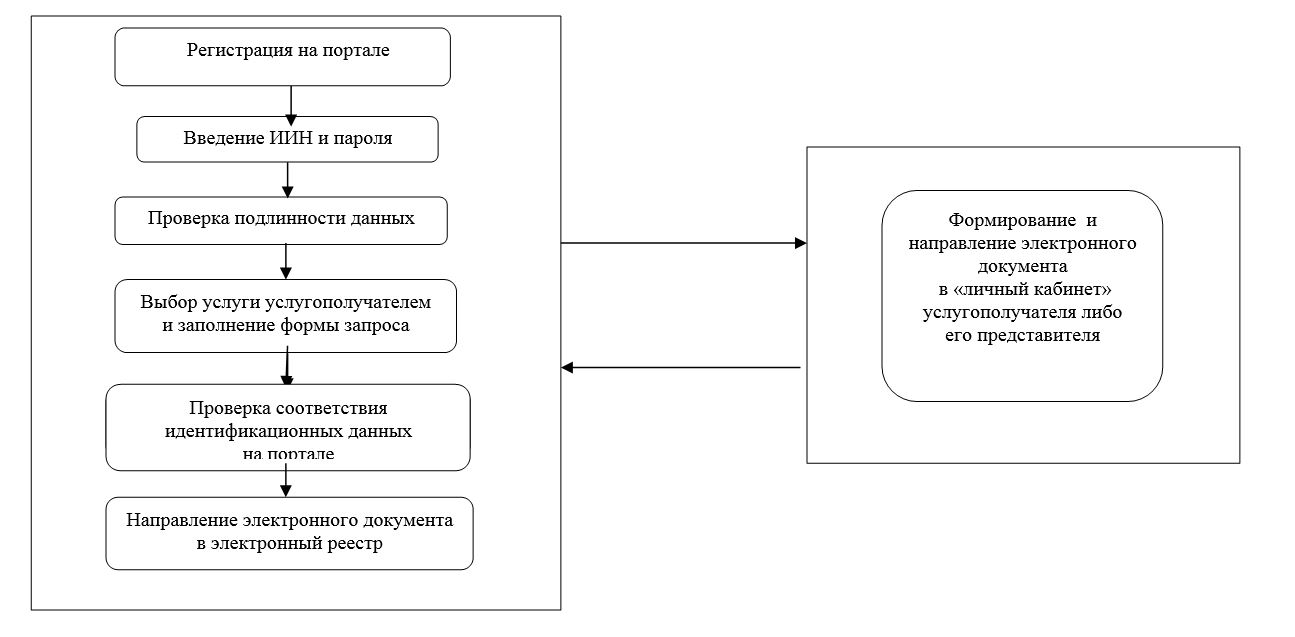 Регистрация на портале
Введение ИИН и пароля
Проверка подлинности данных
Выбор услуги услугополучателем
и заполнение формы запроса
Проверка соответствия
идентификационных данных
на портале
Направление электронного документа
в электронный реестр
Формирование и
направление электронного
документа
в «личный кабинет»
услугополучателя либо
его представителя